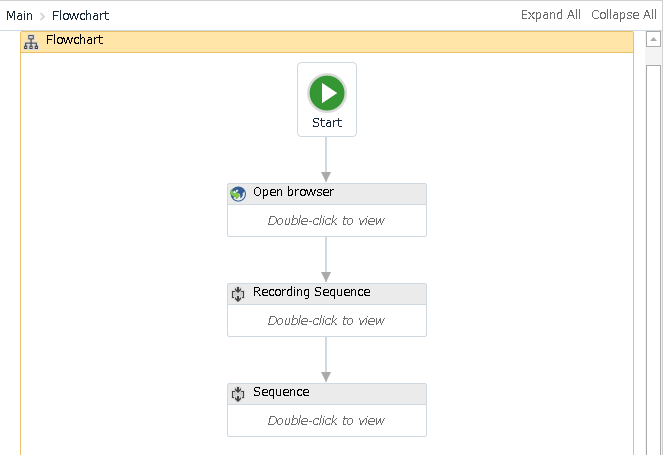 Main > Flowchart
Expand All Collapse All
Flowchart
Start
Open browser
Double-click to view
Recording Sequence
Double-click to view
Sequence
Double-click to view